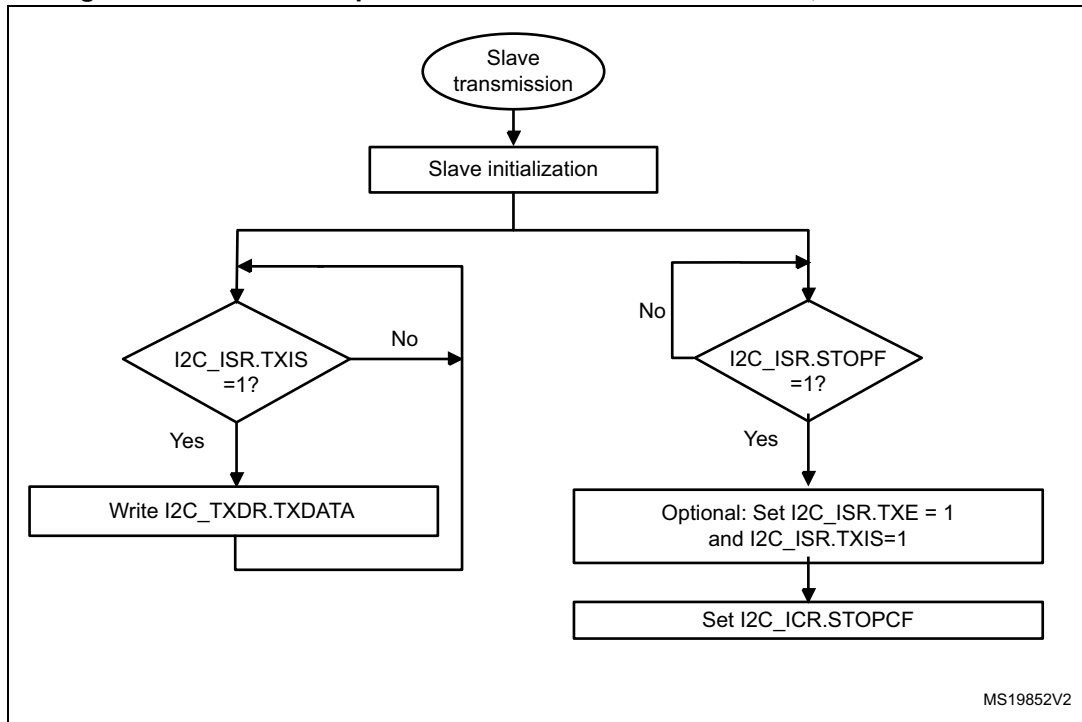 Slave
transmission
Slave initialization
No
I2C_ISR.TXIS
=1?
Yes
Write I2C_TXDR.TXDATA
No
I2C_ISR.STOPF
=1?
Yes
Optional: Set I2C_ISR.TXE = 1
and I2C_ISR.TXIS=1
Set I2C_ICR.STOPCF
MS19852V2